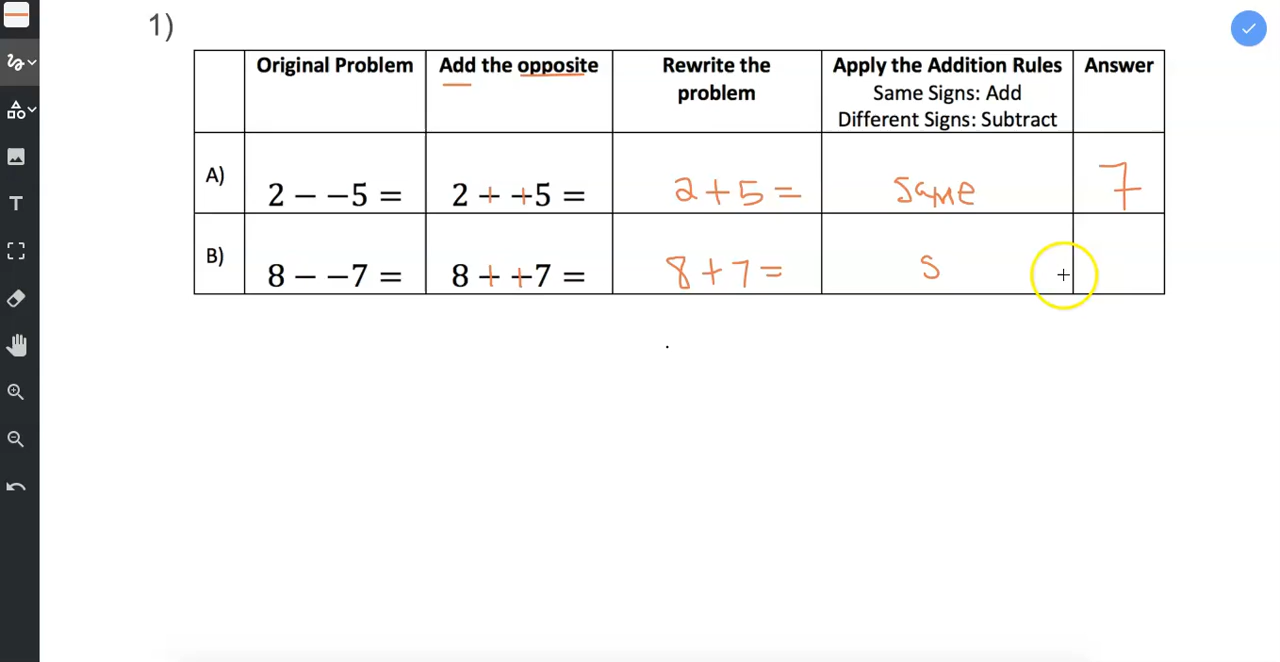 1)
Original Problem | Add the opposite | Rewrite the problem | Apply the Addition Rules Same Signs: Add Different Signs: Subtract | Answer
A) 2 − −5 = | 2 + +5 = | 2 + 5 = | same | 7
B) 8 − −7 = | 8 + +7 = | 8 + 7 = | s
T